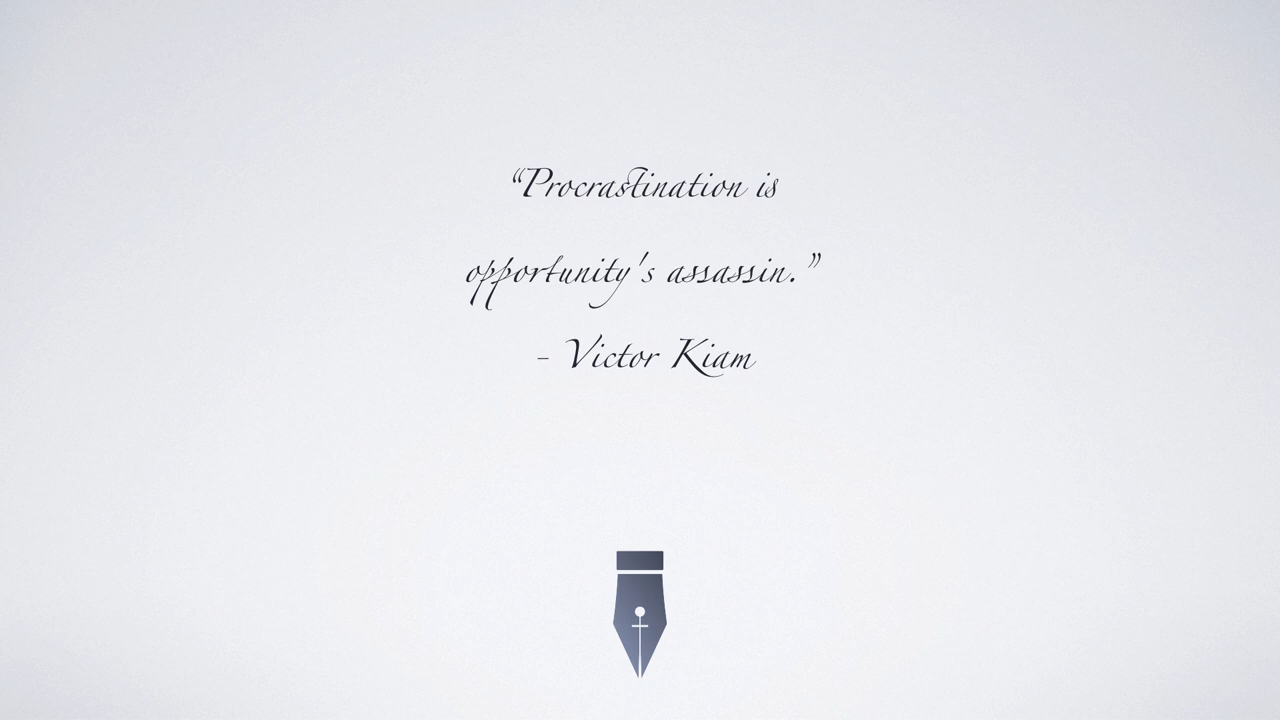 “Procrastination is
opportunity's assassin.”
- Victor Kiam